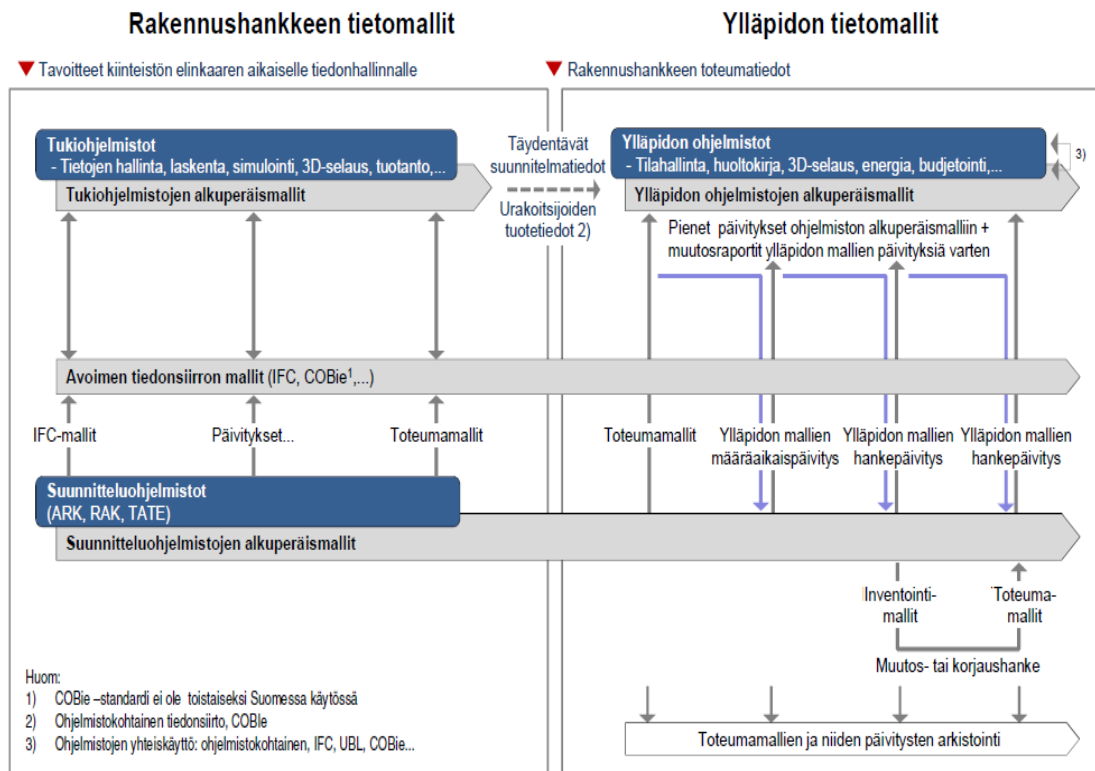 Rakennushankkeen tietomallit
Ylläpidon tietomallit
Tavoitteet kiinteistön elinkaaren aikaiselle tiedonhallinnalle
Rakennushankkeen toteumatiedot
Tukiohjelmistot
- Tietojen hallinta, laskenta, simulointi, 3D-selaus, tuotanto,...
Tukiohjelmistojen alkuperäismallit
Täydentävät
suunnitelmatiedot
Urakoitsijoiden
tuotetiedot 2)
Ylläpidon ohjelmistot
- Tilahallinta, huoltokirja, 3D-selaus, energia, budjetointi,...
3)
Ylläpidon ohjelmistojen alkuperäismallit
Pienet päivitykset ohjelmiston alkuperäismalliin +
muutosraportit ylläpidon mallien päivityksiä varten
Avoimen tiedonsiirron mallit (IFC, COBie¹,...)
IFC-mallit
Päivitykset...
Toteumamallit
Toteumamallit
Ylläpidon mallien
määräaikaispäivitys
Ylläpidon mallien
hankepäivitys
Ylläpidon mallien
hankepäivitys
Suunnitteluohjelmistot
(ARK, RAK, TATE)
Suunnitteluohjelmistojen alkuperäismallit
Inventointi-
mallit
Toteuma-
mallit
Muutos- tai korjaushanke
Huom:
1) COBie –standardi ei ole toistaiseksi Suomessa käytössä
2) Ohjelmistokohtainen tiedonsiirto, COBIe
3) Ohjelmistojen yhteiskäyttö: ohjelmistokohtainen, IFC, UBL, COBie...
Toteumamallien ja niiden päivitysten arkistointi